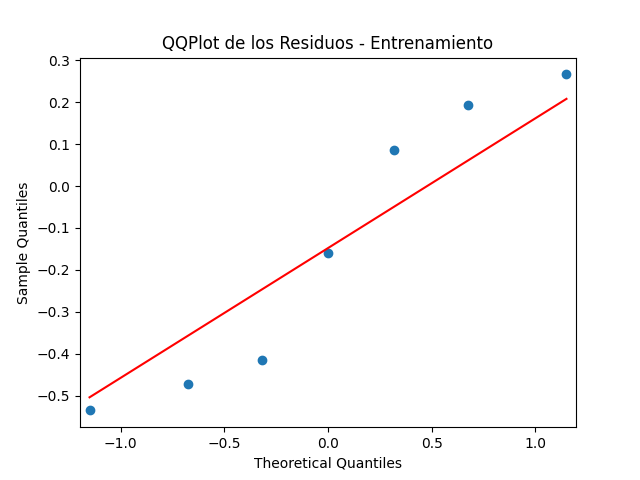 QQPlot de los Residuos - Entrenamiento
0.3
0.2
0.1
0.0
−0.1
−0.2
−0.3
−0.4
−0.5
Sample Quantiles
−1.0 −0.5 0.0 0.5 1.0
Theoretical Quantiles